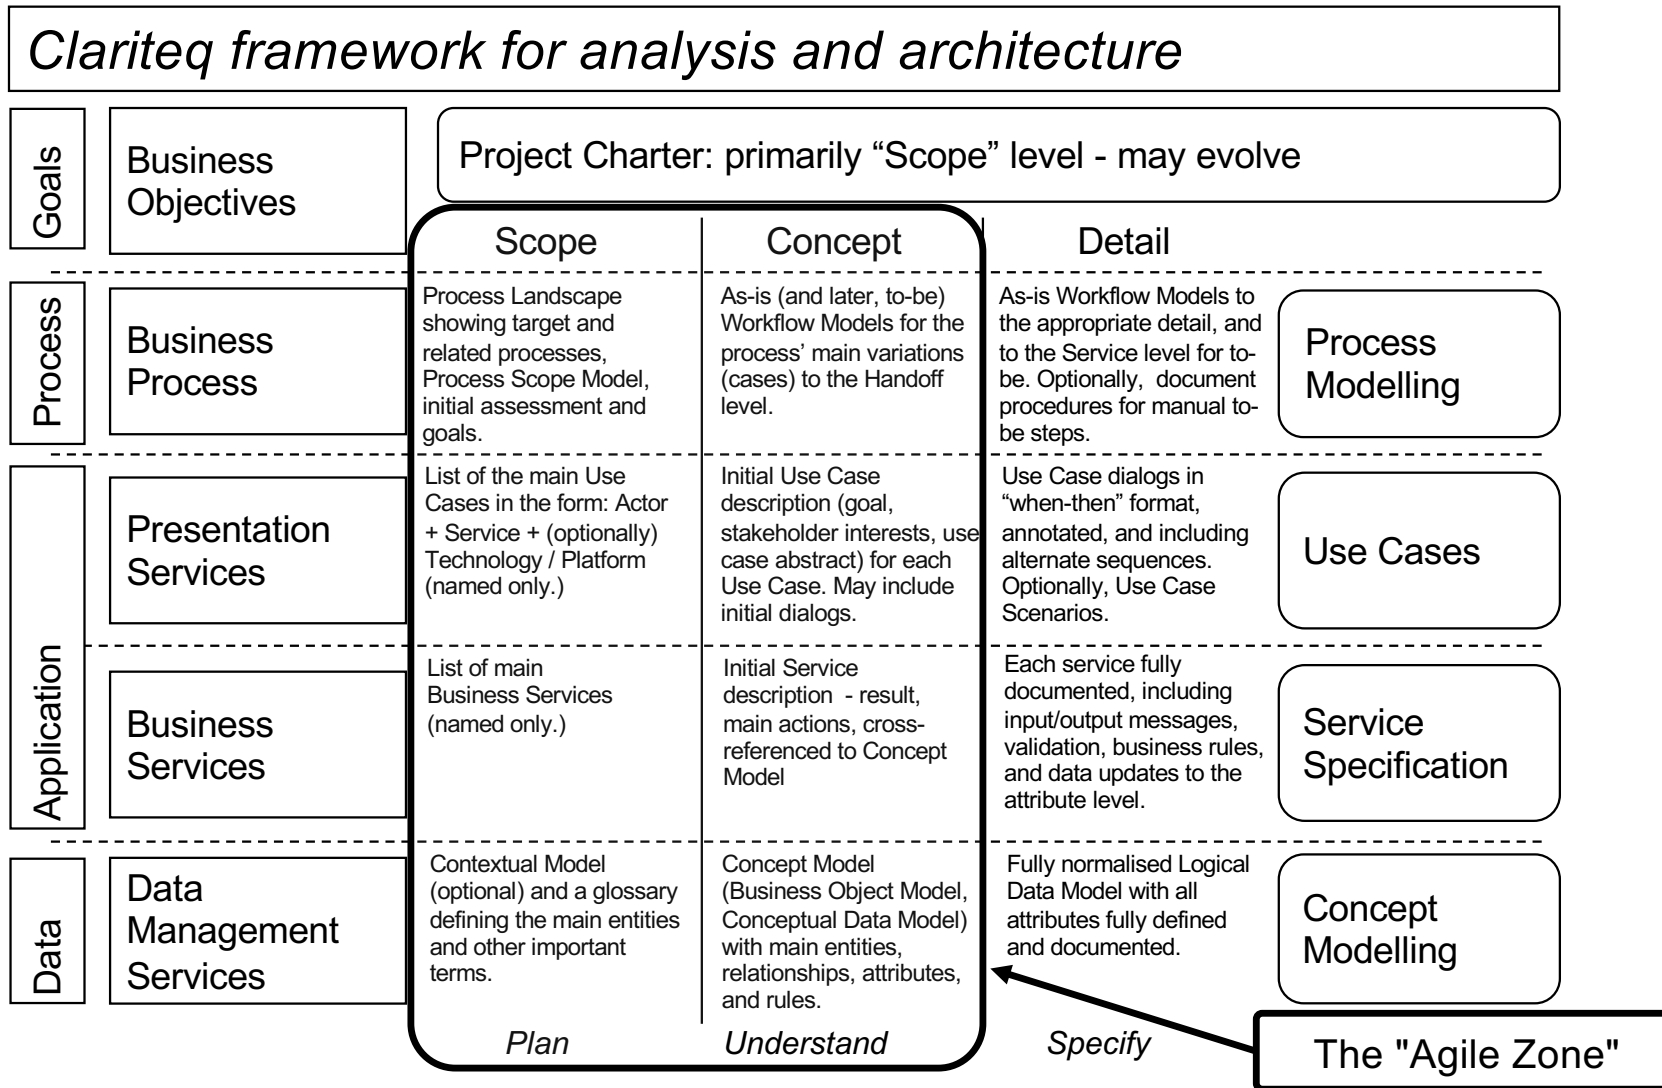 Clariteq framework for analysis and architecture
Goals
Business
Objectives
Project Charter: primarily “Scope” level - may evolve
Scope
Concept
Detail
Process
Business
Process
Process Landscape
showing target and
related processes,
Process Scope Model,
initial assessment and
goals.
As-is (and later, to-be)
Workflow Models for the
process’ main variations
(cases) to the Handoff
level.
As-is Workflow Models to
the appropriate detail, and
to the Service level for to-
be. Optionally, document
procedures for manual to-
be steps.
Process
Modelling
Application
Presentation
Services
List of the main Use
Cases in the form: Actor
+ Service + (optionally)
Technology / Platform
(named only.)
Initial Use Case
description (goal,
stakeholder interests, use
case abstract) for each
Use Case. May include
initial dialogs.
Use Case dialogs in
“when-then” format,
annotated, and including
alternate sequences.
Optionally, Use Case
Scenarios.
Use Cases
Business
Services
List of main
Business Services
(named only.)
Initial Service
description - result,
main actions, cross-
referenced to Concept
Model
Each service fully
documented, including
input/output messages,
validation, business rules,
and data updates to the
attribute level.
Service
Specification
Data
Data
Management
Services
Contextual Model
(optional) and a glossary
defining the main entities
and other important
terms.
Concept Model
(Business Object Model,
Conceptual Data Model)
with main entities,
relationships, attributes,
and rules.
Fully normalised Logical
Data Model with all
attributes fully defined
and documented.
Concept
Modelling
Plan
Understand
Specify
The "Agile Zone"